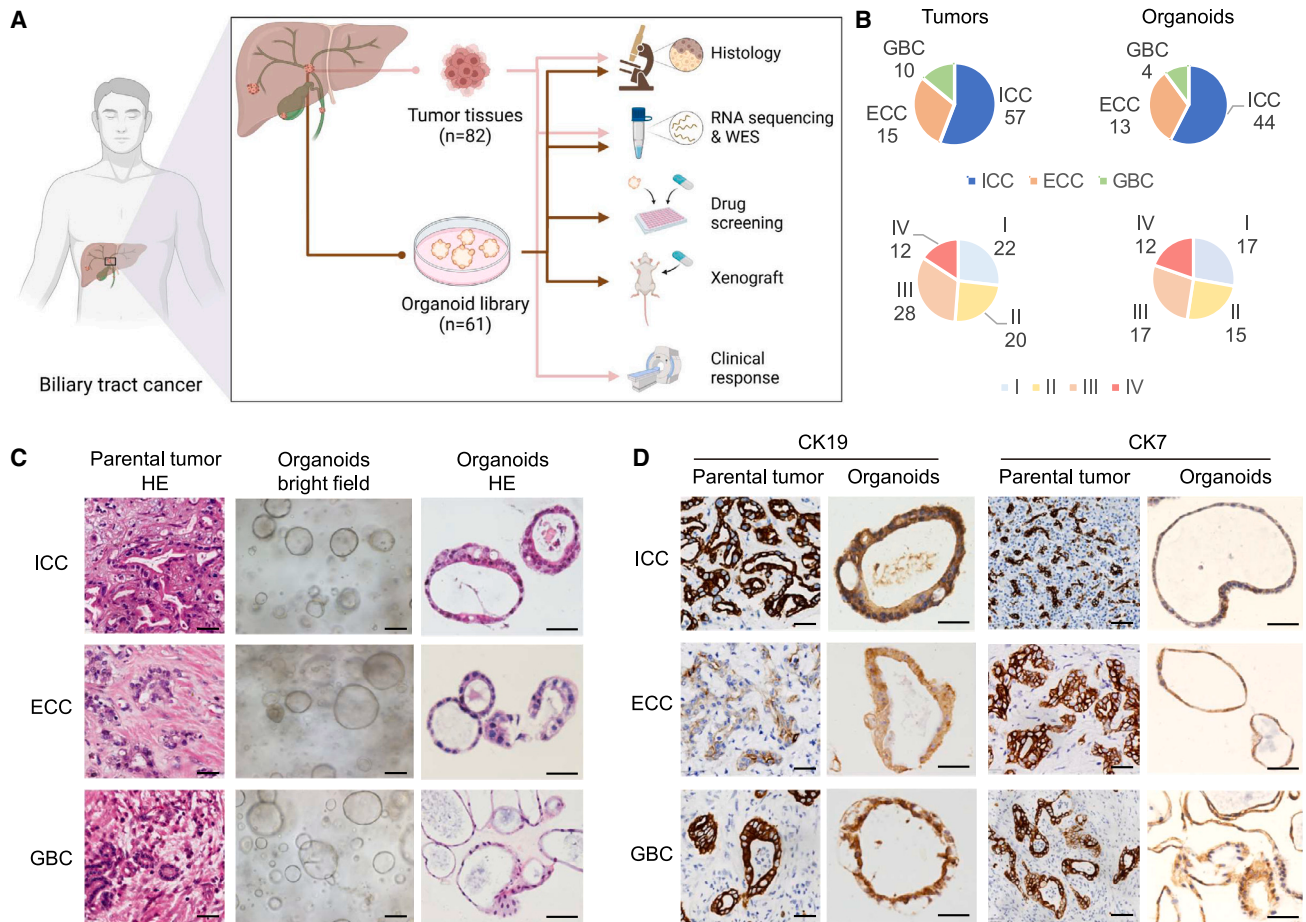 A
Biliary tract cancer
Tumor tissues
(n=82)
Organoid library
(n=61)
Histology
RNA sequencing
& WES
Drug
screening
Xenograft
Clinical
response
B
Tumors
Organoids
GBC
10
ECC
15
ICC
57
GBC
4
ECC
13
ICC
44
ICC ECC GBC
IV
12
I
22
III
28
II
20
IV
12
I
17
III
17
II
15
I II III IV
C
Parental tumor
HE
Organoids
bright field
Organoids
HE
ICC
ECC
GBC
D
CK19
CK7
Parental tumor
Organoids
Parental tumor
Organoids
ICC
ECC
GBC